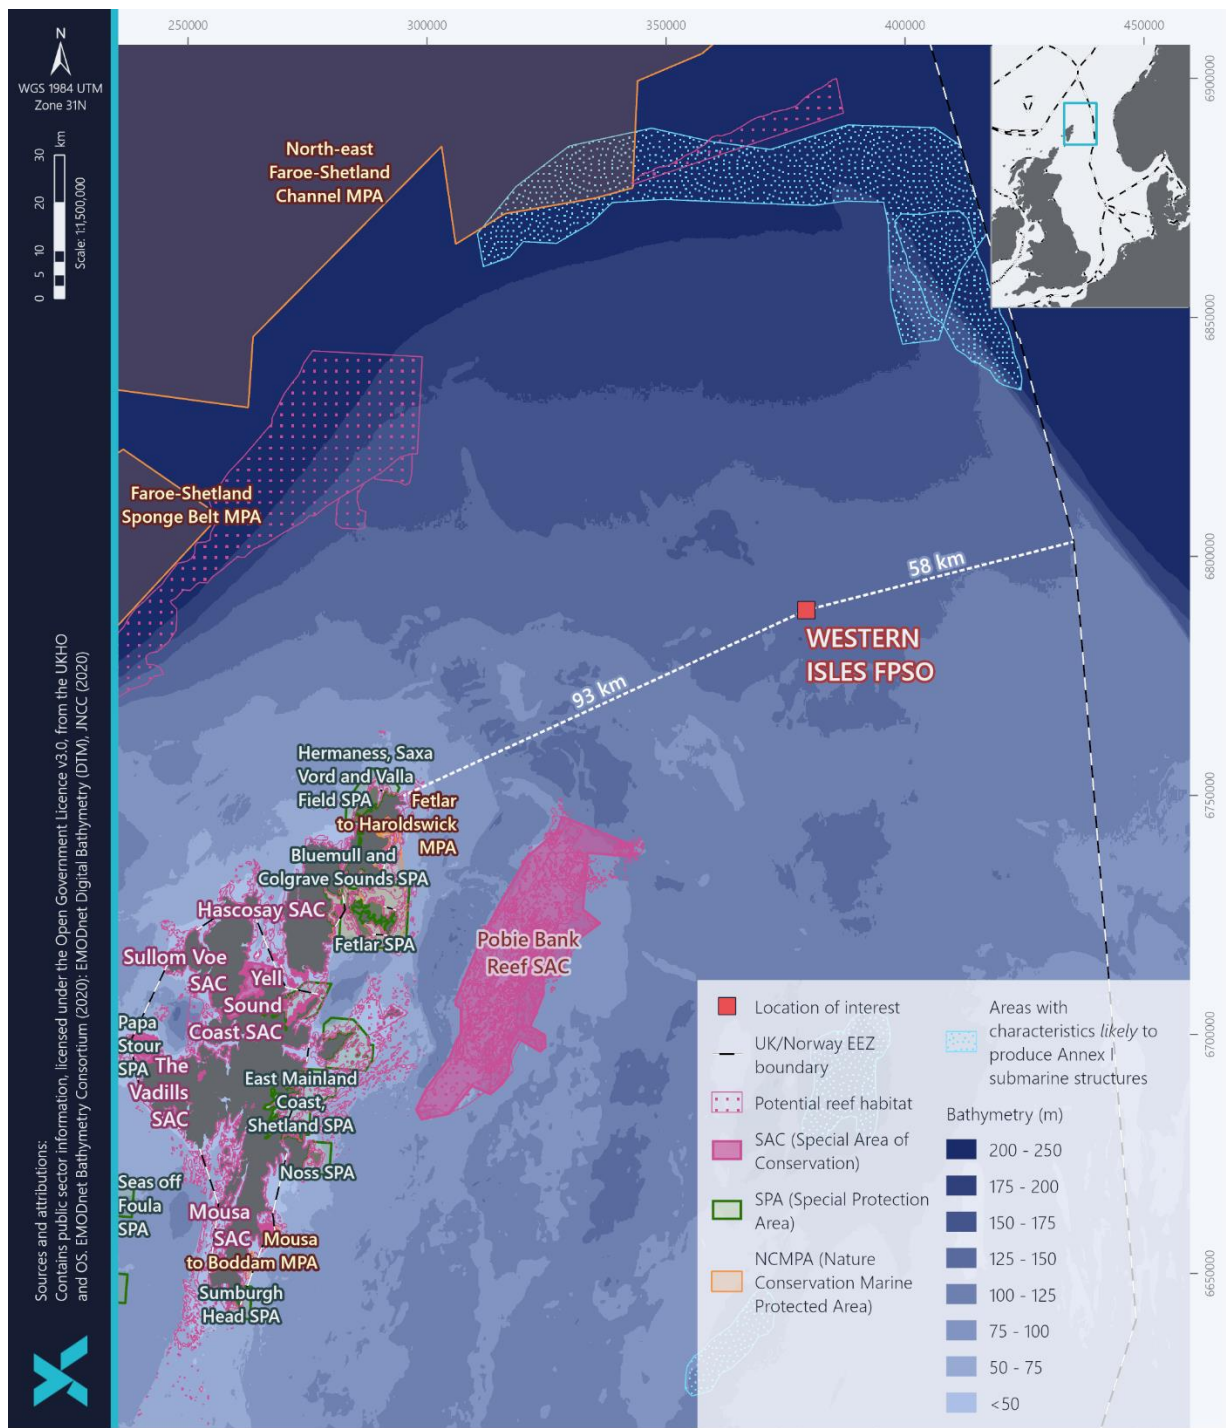 250000
300000
350000
400000
450000
N
WGS 1984 UTM
Zone 31N
km
30
20
10
5
0
Scale: 1:1,500,000
6900000
6850000
6800000
6750000
6700000
6650000
North-east
Faroe-Shetland
Channel MPA
Faroe-Shetland
Sponge Belt MPA
58 km
93 km
WESTERN
ISLES FPSO
Hermaness, Saxa
Vord and Valla
Field SPA
Fetlar
to Haroldswick
MPA
Bluemull and
Colgrave Sounds SPA
Hascosay SAC
Fetlar SPA
Sullom Voe
SAC
Yell
Sound
Coast SAC
Pobie Bank
Reef SAC
Papa
Stour
SPA
The
Vadills
SAC
East Mainland
Coast,
Shetland SPA
Noss SPA
Seas off
Foula
SPA
Mousa
SAC
Mousa
to Boddam MPA
Sumburgh
Head SPA
Location of interest
UK/Norway EEZ
boundary
Potential reef habitat
SAC (Special Area of
Conservation)
SPA (Special Protection
Area)
NCMPA (Nature
Conservation Marine
Protected Area)
Areas with
characteristics likely to
produce Annex I
submarine structures
Bathymetry (m)
200 - 250
175 - 200
150 - 175
125 - 150
100 - 125
75 - 100
50 - 75
<50
Sources and attributions:
Contains public sector information, licensed under the Open Government Licence v3.0, from the UKHO
and OS. EMODnet Bathymetry Consortium (2020): EMODnet Digital Bathymetry (DTM), JNCC (2020)